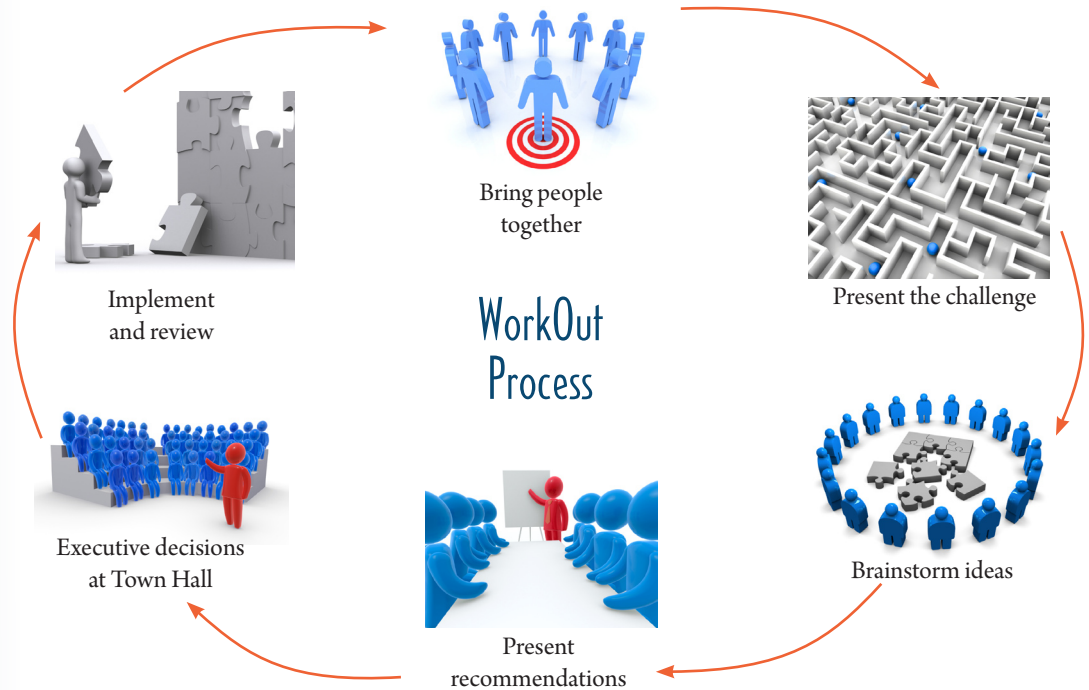 Bring people
together
Present the challenge
Brainstorm ideas
Present
recommendations
Executive decisions
at Town Hall
Implement
and review
WorkOut
Process